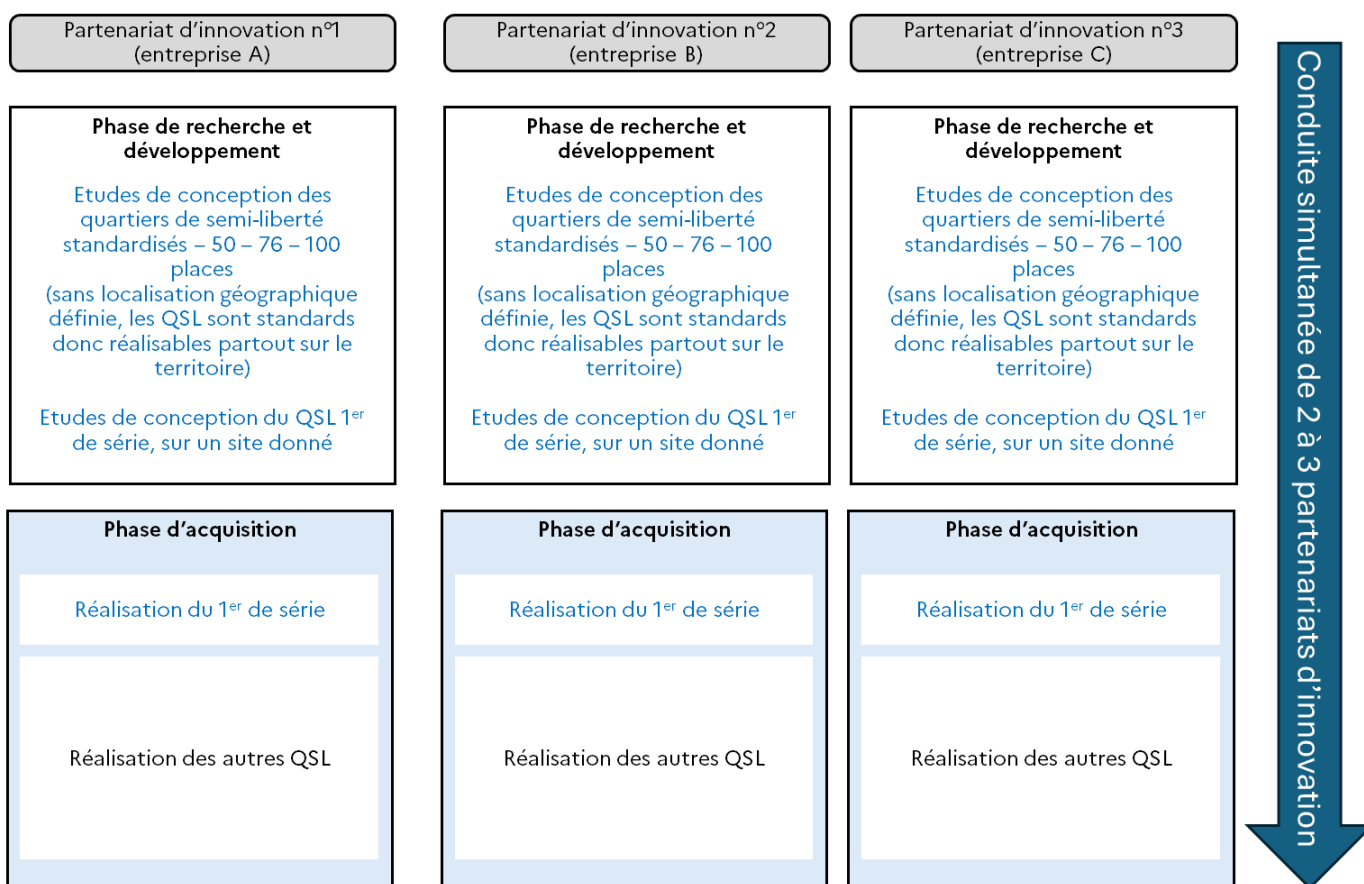 Partenariat d’innovation n°1
(entreprise A)
Partenariat d’innovation n°2
(entreprise B)
Partenariat d’innovation n°3
(entreprise C)
Phase de recherche et
développement
Etudes de conception des
quartiers de semi-liberté
standardisés – 50 – 76 – 100
places
(sans localisation géographique
définie, les QSL sont standards
donc réalisables partout sur le
territoire)
Etudes de conception du QSL 1er
de série, sur un site donné
Phase de recherche et
développement
Etudes de conception des
quartiers de semi-liberté
standardisés – 50 – 76 – 100
places
(sans localisation géographique
définie, les QSL sont standards
donc réalisables partout sur le
territoire)
Etudes de conception du QSL 1er
de série, sur un site donné
Phase de recherche et
développement
Etudes de conception des
quartiers de semi-liberté
standardisés – 50 – 76 – 100
places
(sans localisation géographique
définie, les QSL sont standards
donc réalisables partout sur le
territoire)
Etudes de conception du QSL 1er
de série, sur un site donné
Phase d’acquisition
Réalisation du 1er de série
Réalisation des autres QSL
Phase d’acquisition
Réalisation du 1er de série
Réalisation des autres QSL
Phase d’acquisition
Réalisation du 1er de série
Réalisation des autres QSL
Conduite simultanée de 2 à 3 partenariats d’innovation